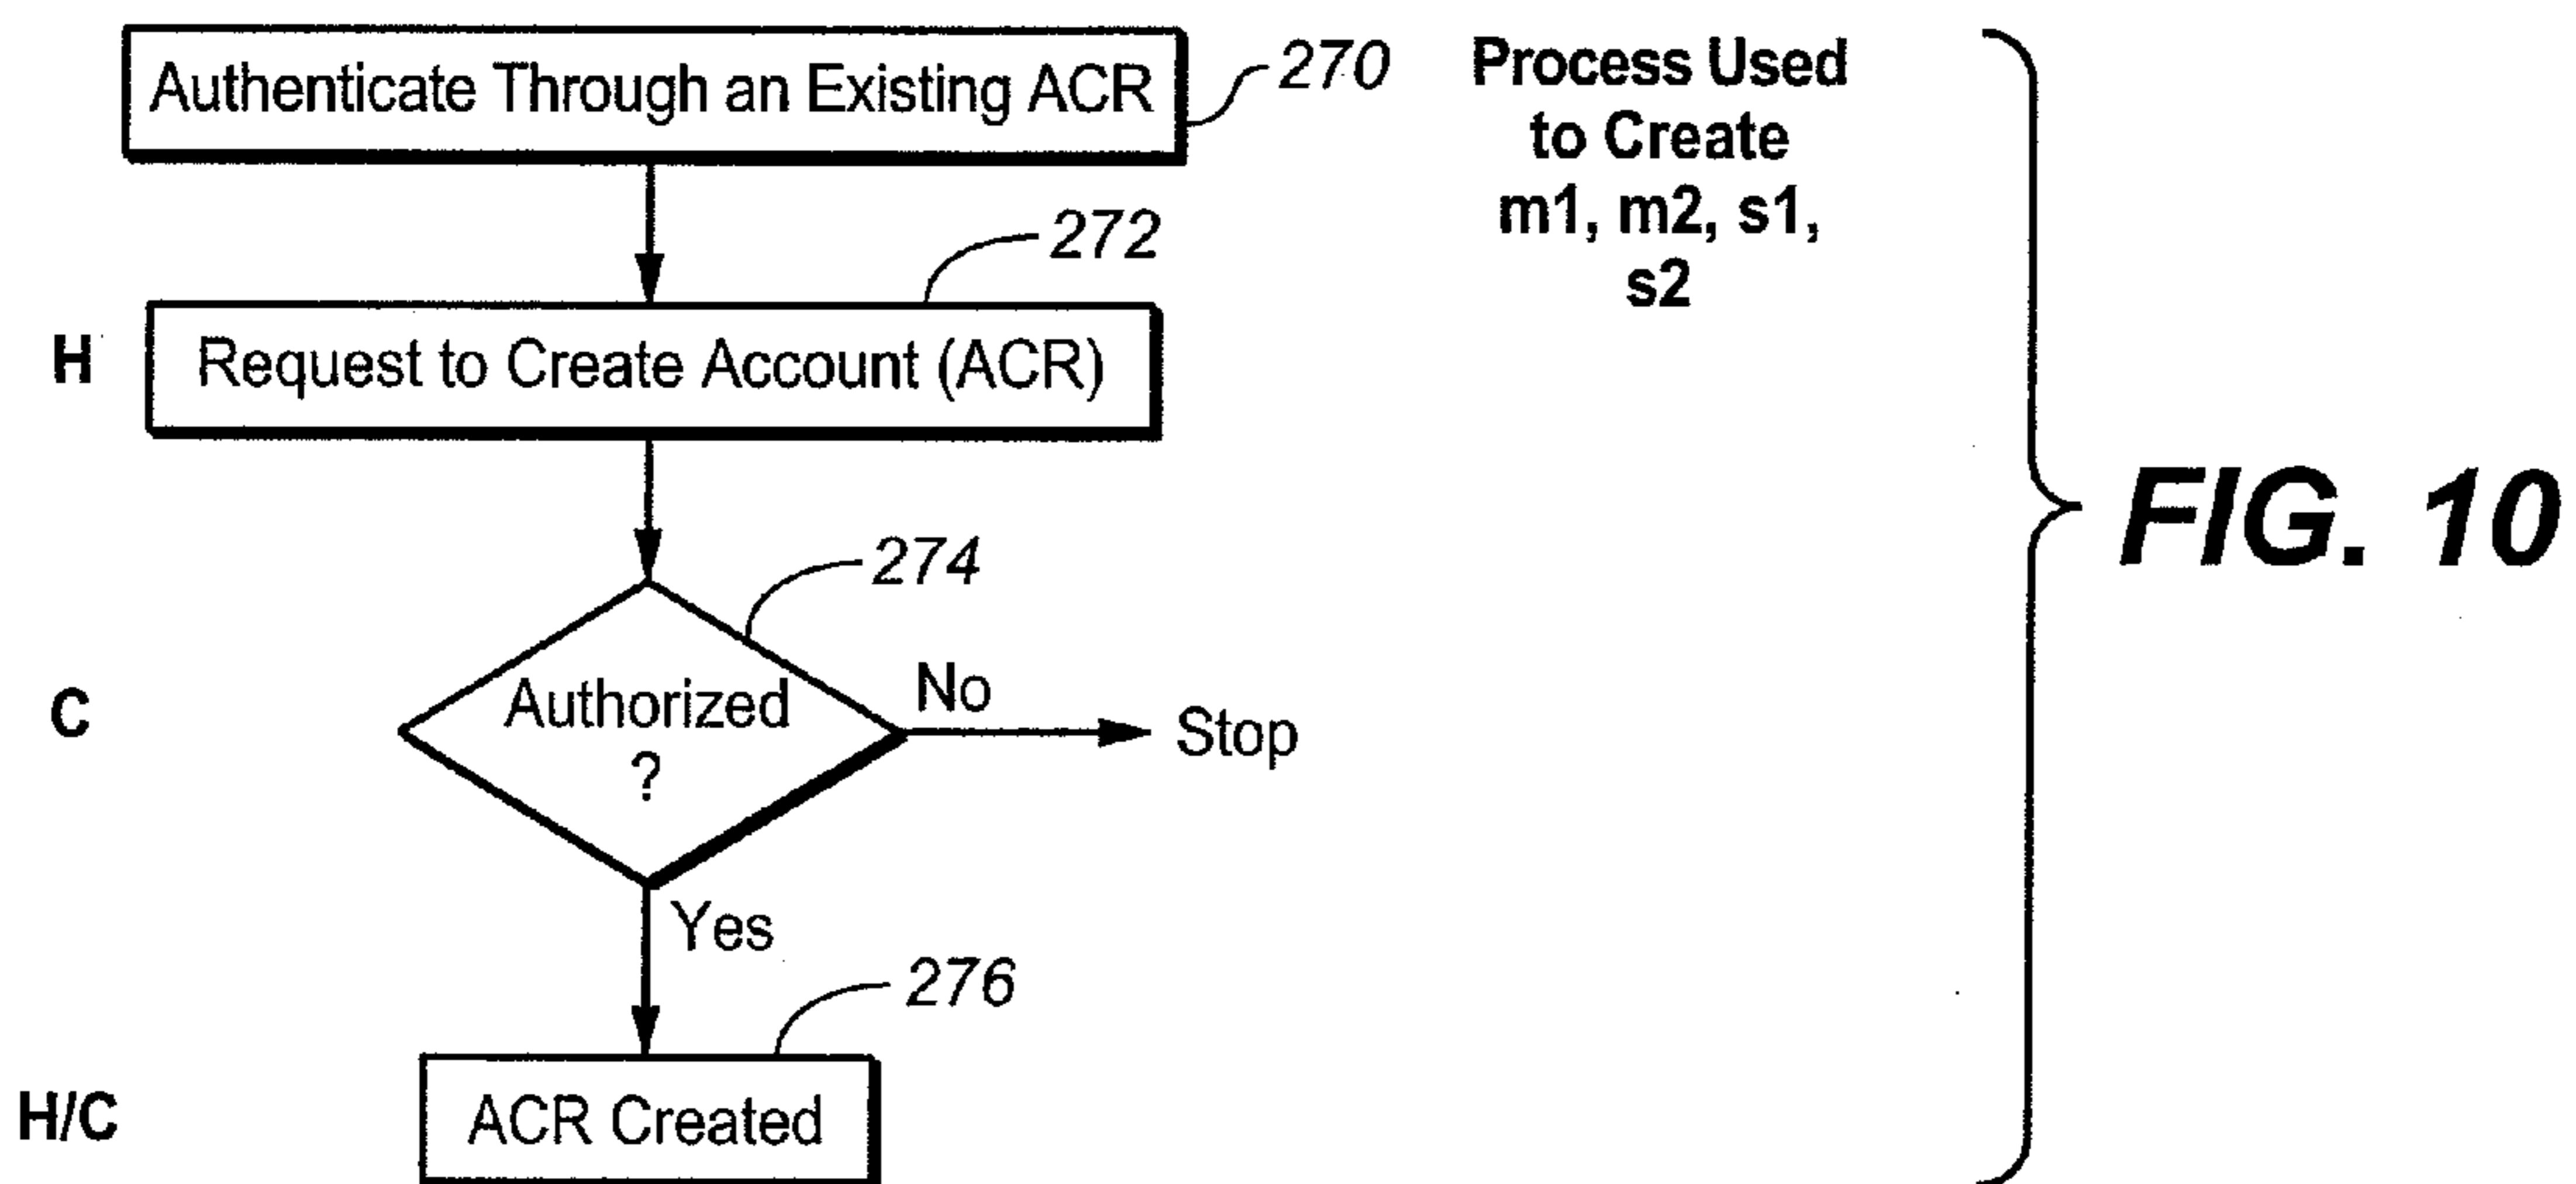 Authenticate Through an Existing ACR
270
Process Used
to Create
m1, m2, s1,
s2
272
H
Request to Create Account (ACR)
FIG. 10
274
C
Authorized
?
No
Stop
Yes
276
H/C
ACR Created